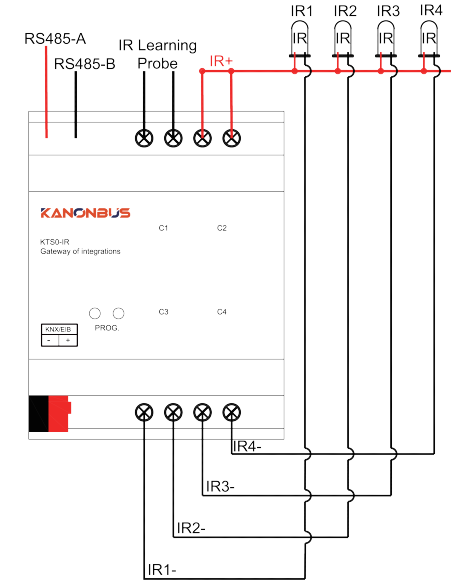 IR1 IR2 IR3 IR4
RS485-A
IR Learning
Probe
IR IR IR IR
RS485-B
IR+
KANONBUS
C1 C2
KTS0-IR
Gateway of integrations
C3 C4
PROG.
KNX/EIB
- +
IR4-
IR3-
IR2-
IR1-